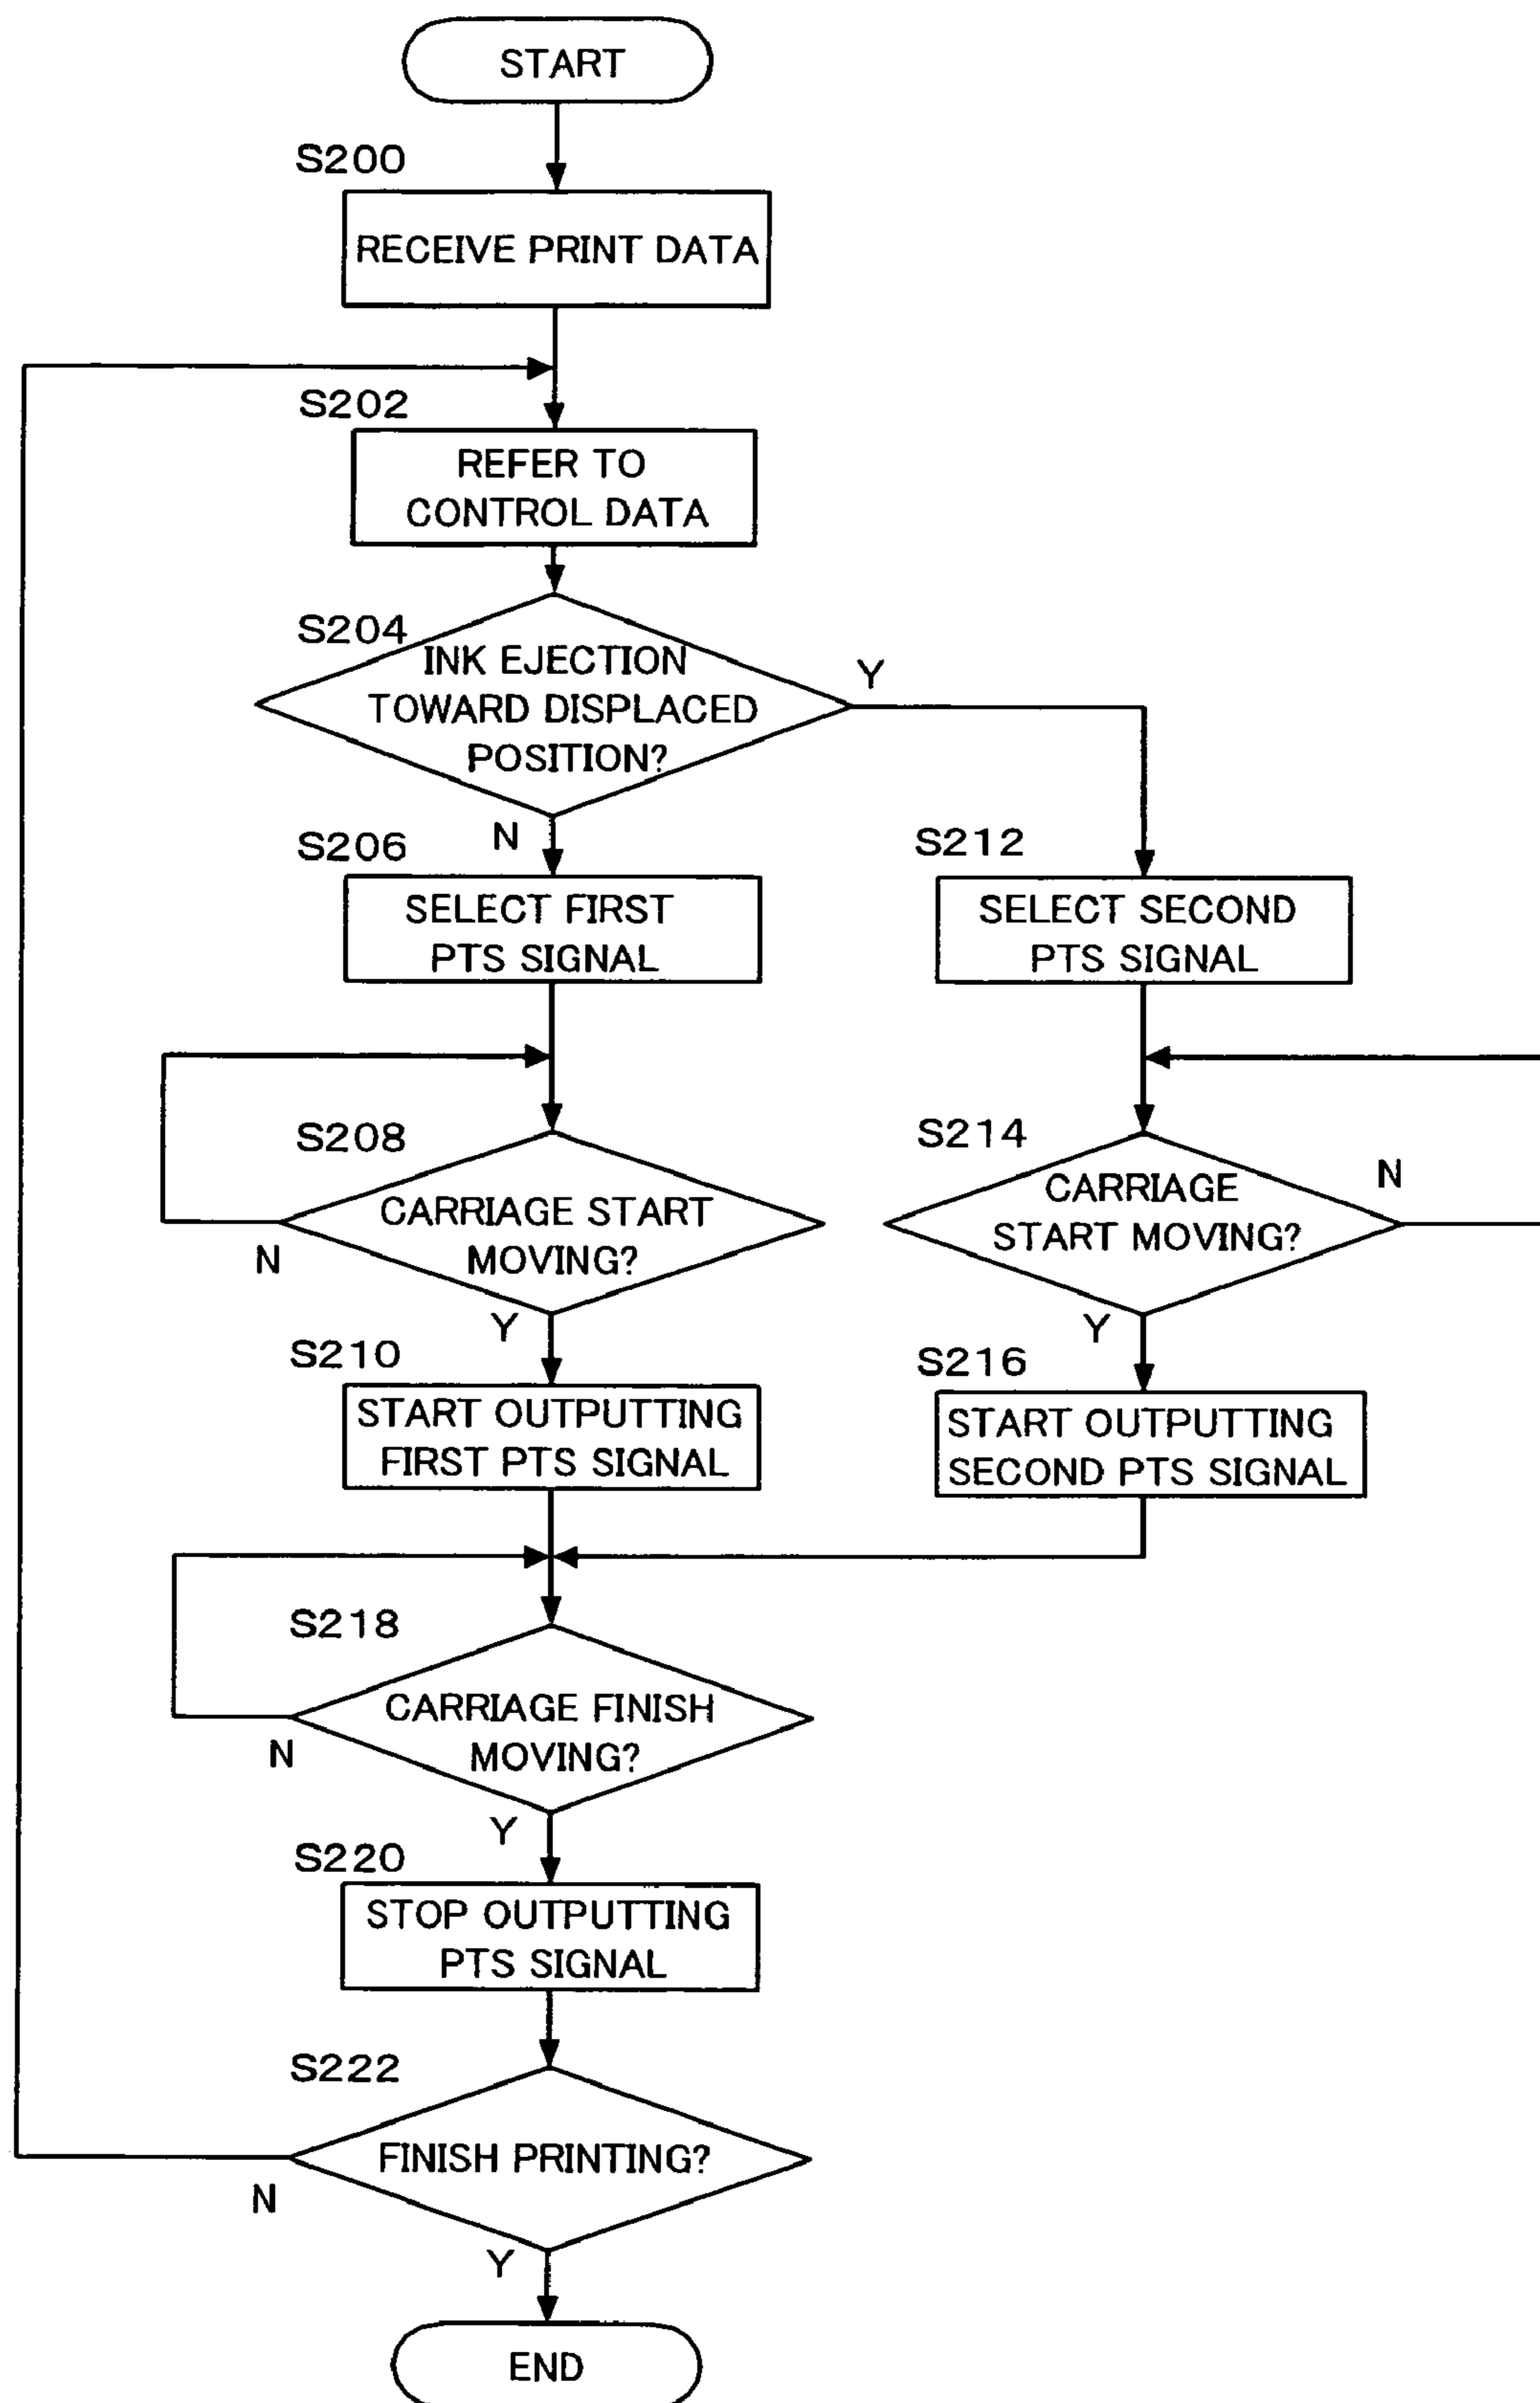 START
S200
RECEIVE PRINT DATA
S202
REFER TO
CONTROL DATA
S204
INK EJECTION
TOWARD DISPLACED
POSITION?
Y
N
S206
SELECT FIRST
PTS SIGNAL
S212
SELECT SECOND
PTS SIGNAL
S208
CARRIAGE START
MOVING?
N
Y
S214
CARRIAGE
START MOVING?
N
Y
S210
START OUTPUTTING
FIRST PTS SIGNAL
S216
START OUTPUTTING
SECOND PTS SIGNAL
S218
CARRIAGE FINISH
MOVING?
N
Y
S220
STOP OUTPUTTING
PTS SIGNAL
S222
FINISH PRINTING?
N
Y
END